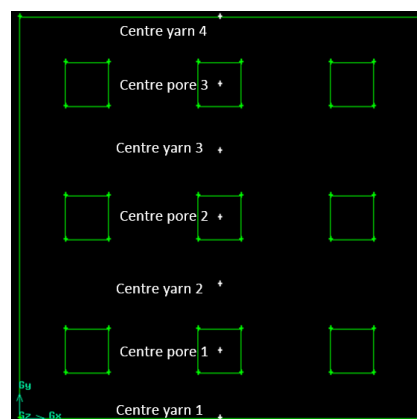 Centre yarn 4
Centre pore 3
Centre yarn 3
Centre pore 2
Centre yarn 2
Centre pore 1
Gy
Centre yarn 1
Gz Gx